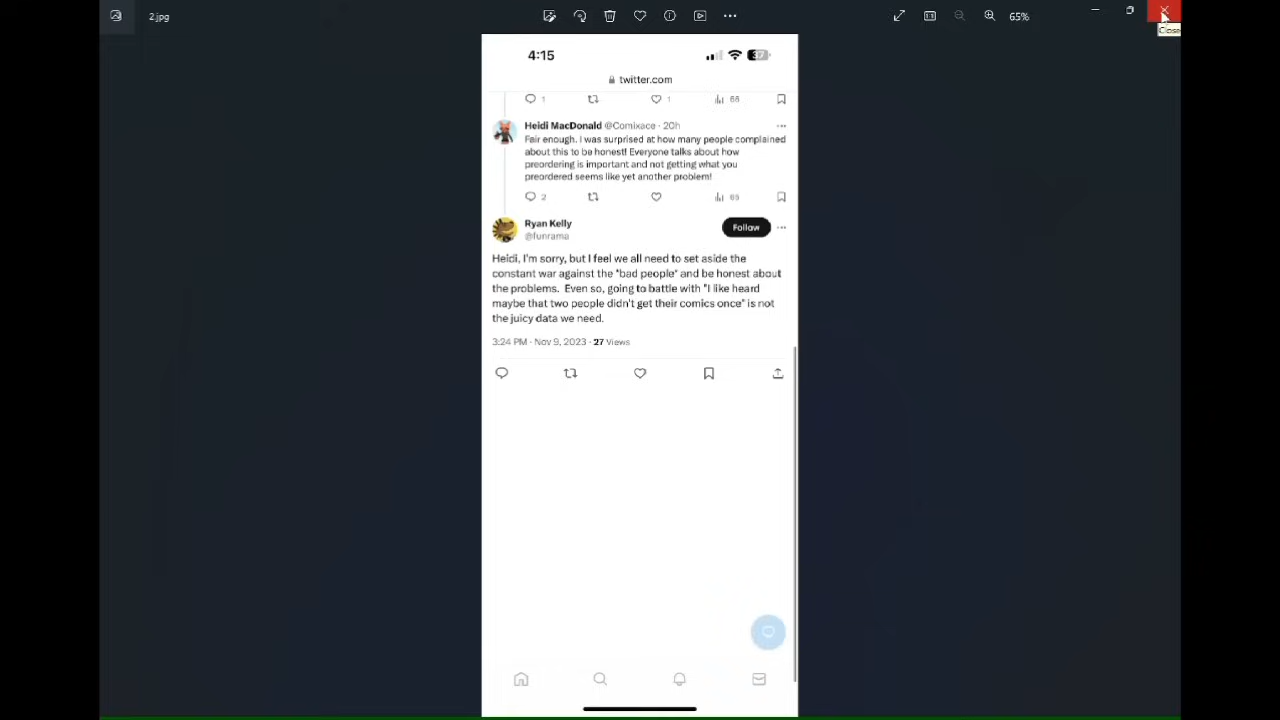 2.jpg
65%
Close
4:15
37
twitter.com
1 1 66
Heidi MacDonald @Comixace · 20h
Fair enough. I was surprised at how many people complained
about this to be honest! Everyone talks about how
preordering is important and not getting what you
preordered seems like yet another problem!
2 69
Ryan Kelly
Follow
@funrama
Heidi, I'm sorry, but I feel we all need to set aside the
constant war against the *bad people* and be honest about
the problems. Even so, going to battle with "I like heard
maybe that two people didn't get their comics once" is not
the juicy data we need.
3:24 PM · Nov 9, 2023 · 27 Views